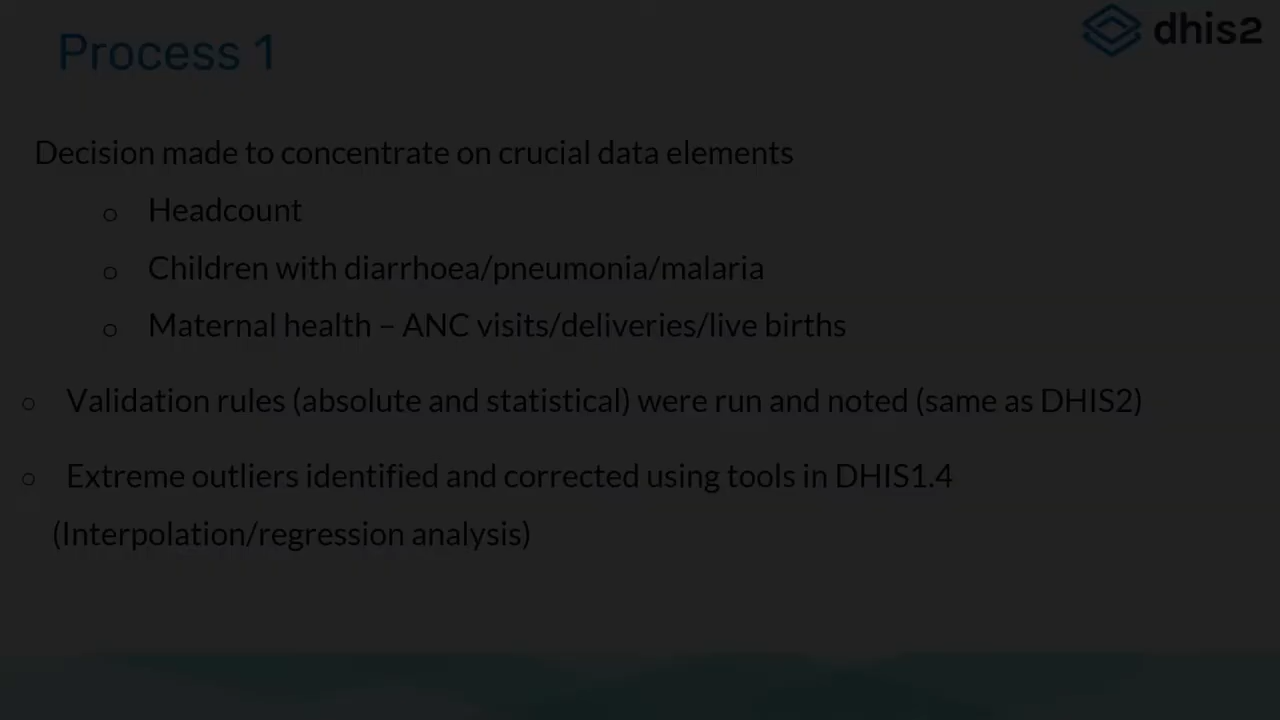 Process 1
dhis2
Decision made to concentrate on crucial data elements
o Headcount
o Children with diarrhoea/pneumonia/malaria
o Maternal health – ANC visits/deliveries/live births
o Validation rules (absolute and statistical) were run and noted (same as DHIS2)
o Extreme outliers identified and corrected using tools in DHIS1.4
(Interpolation/regression analysis)